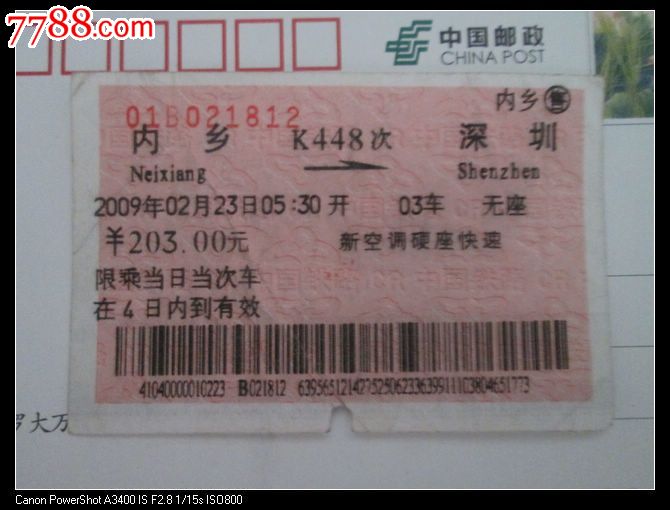 7788.com
中国邮政
CHINA POST
内乡 售
01B021812
内乡 K448次 深圳
Neixiang Shenzhen
2009年02月23日05:30开 03车 无座
￥203.00元 新空调硬座快速
限乘当日当次车
在4日内到有效
41040000010223 B021812
罗大万
Canon PowerShot A3400 IS F2.8 1/15s ISO800